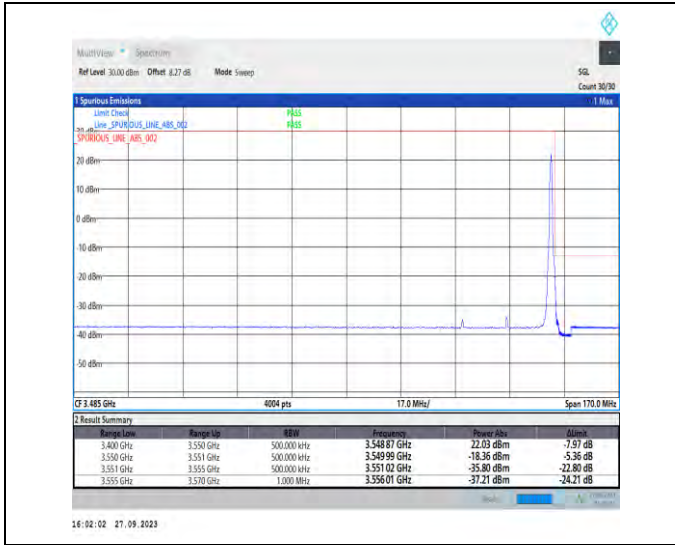 MultiView Spectrum
Ref Level 30.00 dBm Offset 8.27 dB Mode Sweep SGL
Count 30/30
1 Spurious Emissions 1 Max
Limit Check PASS
Line _SPURIOUS_LINE_ABS_002 PASS
_SPURIOUS_LINE_ABS_002
20 dBm
10 dBm
0 dBm
-10 dBm
-20 dBm
-30 dBm
-40 dBm
-50 dBm
CF 3.485 GHz 4004 pts 17.0 MHz/ Span 170.0 MHz
2 Result Summary
Range Low Range Up RBW Frequency Power Abs ΔLimit
3.400 GHz 3.550 GHz 500.000 kHz 3.548 87 GHz 22.03 dBm -7.97 dB
3.550 GHz 3.551 GHz 500.000 kHz 3.549 99 GHz -18.36 dBm -5.36 dB
3.551 GHz 3.555 GHz 500.000 kHz 3.551 02 GHz -35.80 dBm -22.80 dB
3.555 GHz 3.570 GHz 1.000 MHz 3.556 01 GHz -37.21 dBm -24.21 dB
16:02:02 27.09.2023